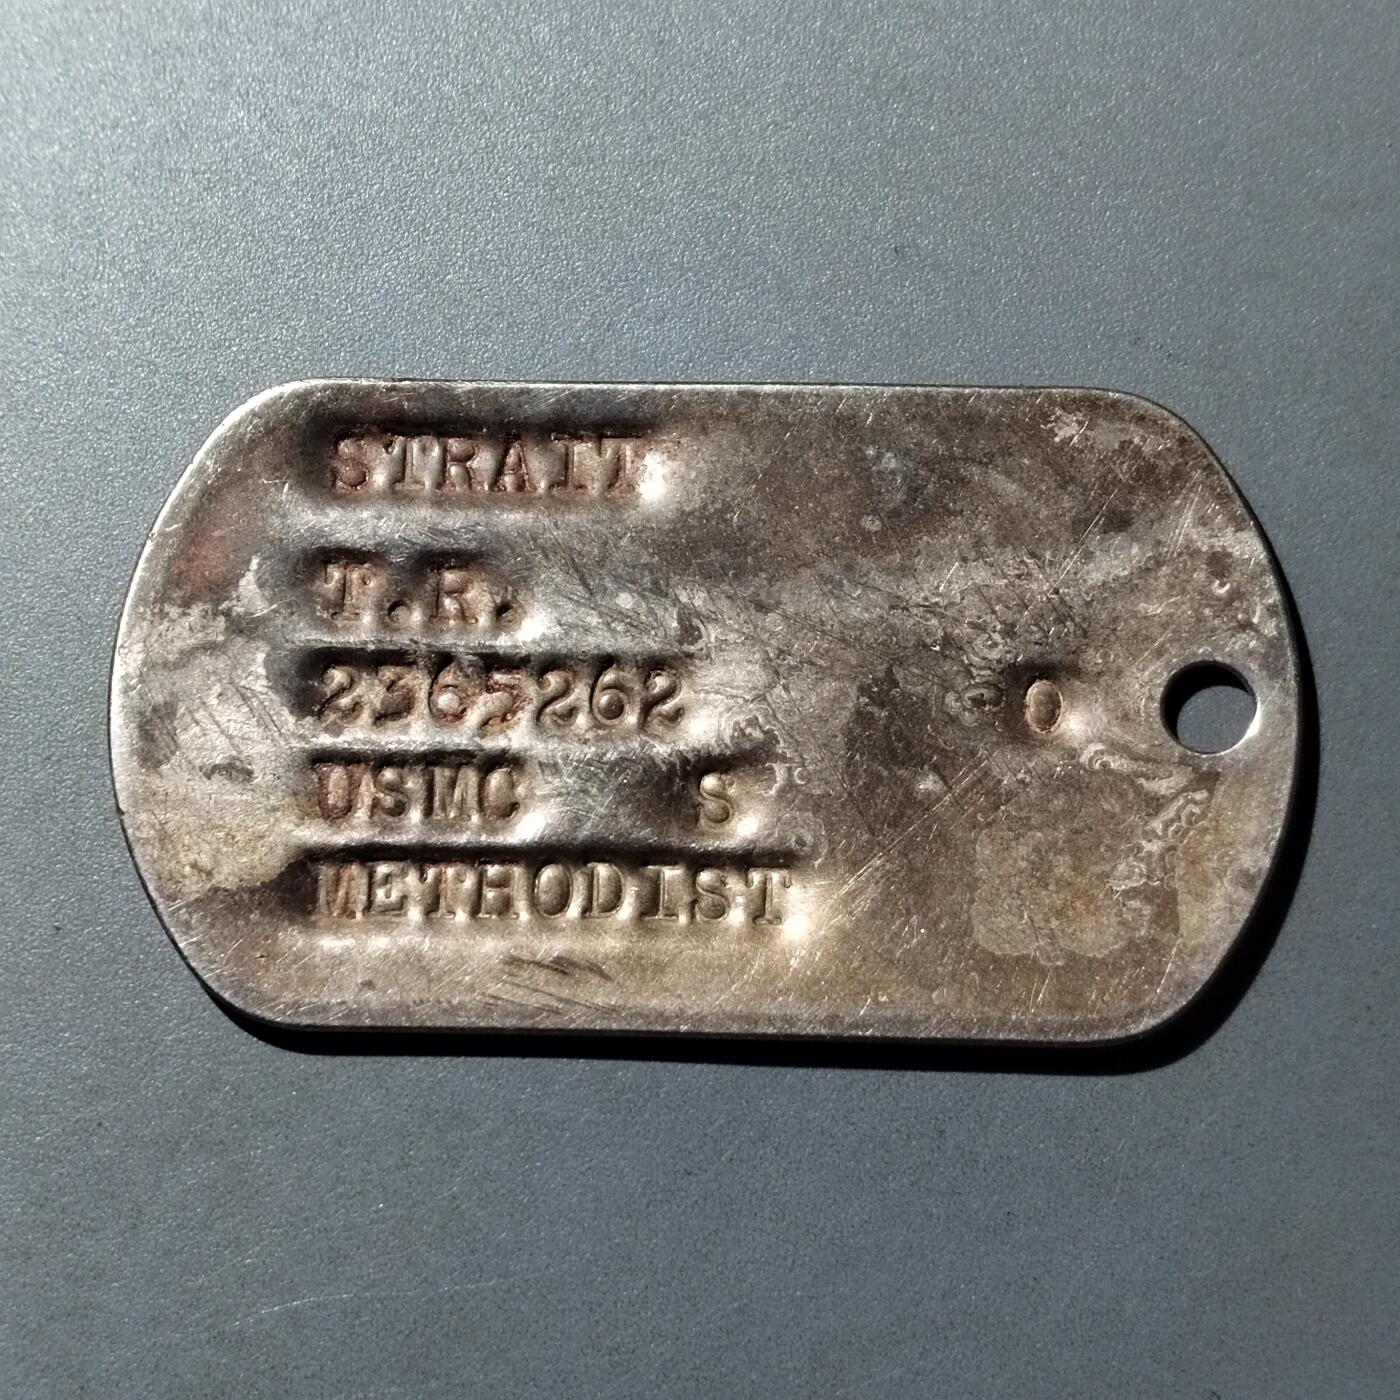 STRAIT
T.R.
2365262 O
USMC S
METHODIST